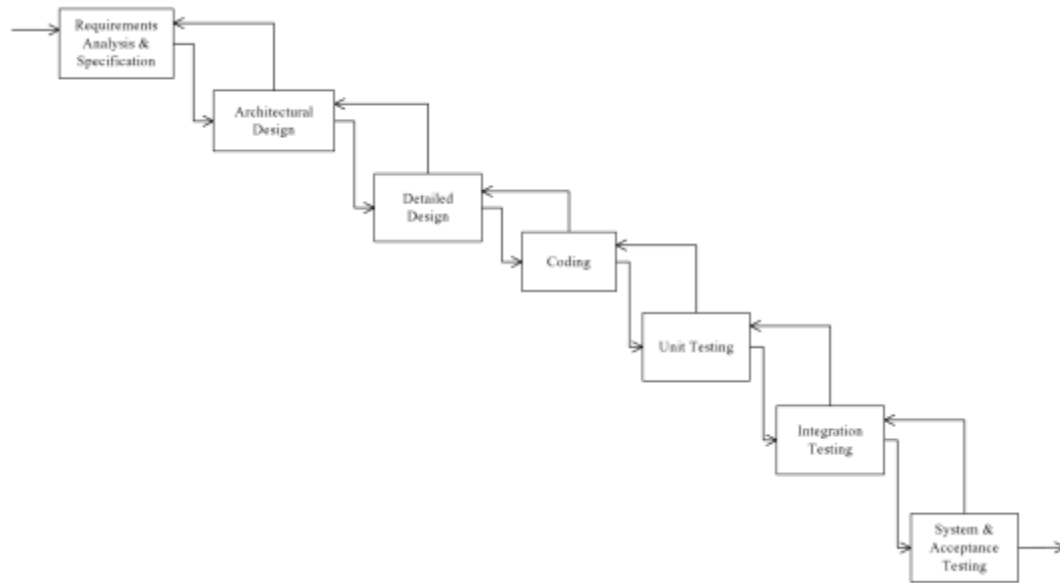 Requirements
Analysis &
Specification
Architectural
Design
Detailed
Design
Coding
Unit Testing
Integration
Testing
System &
Acceptance
Testing